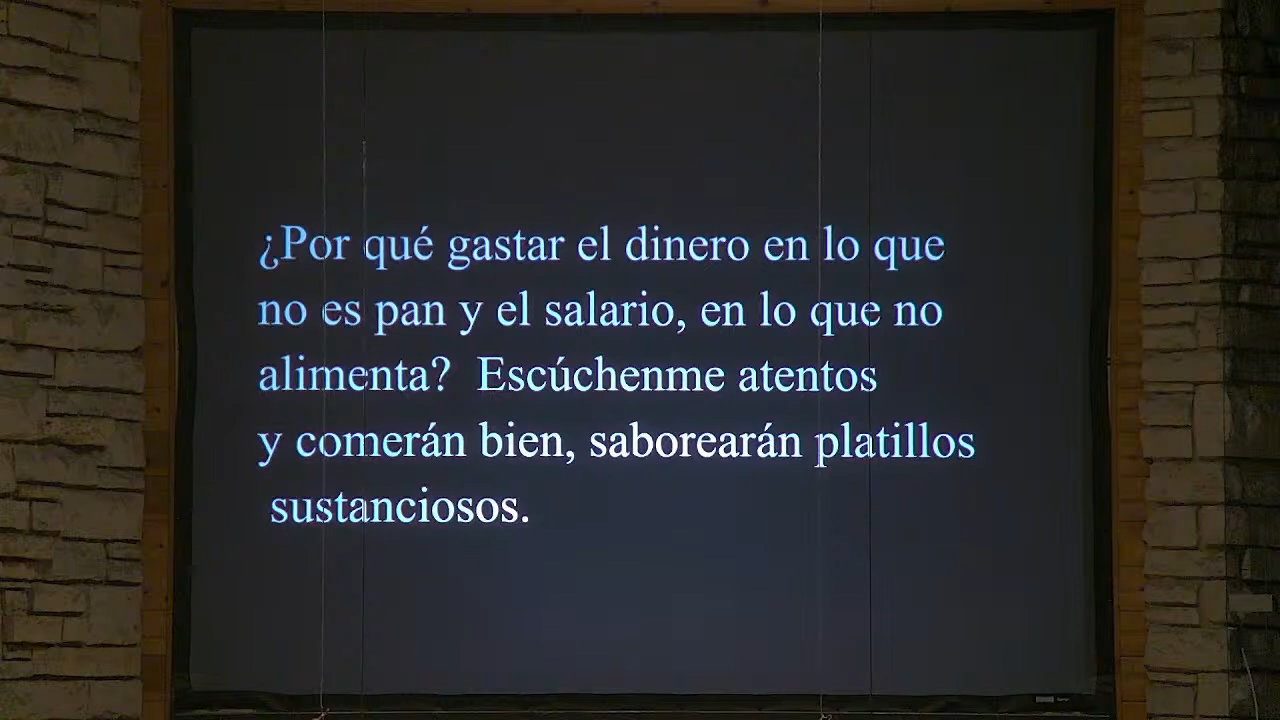 ¿Por qué gastar el dinero en lo que
no es pan y el salario, en lo que no
alimenta?  Escúchenme atentos
y comerán bien, saborearán platillos
sustanciosos.